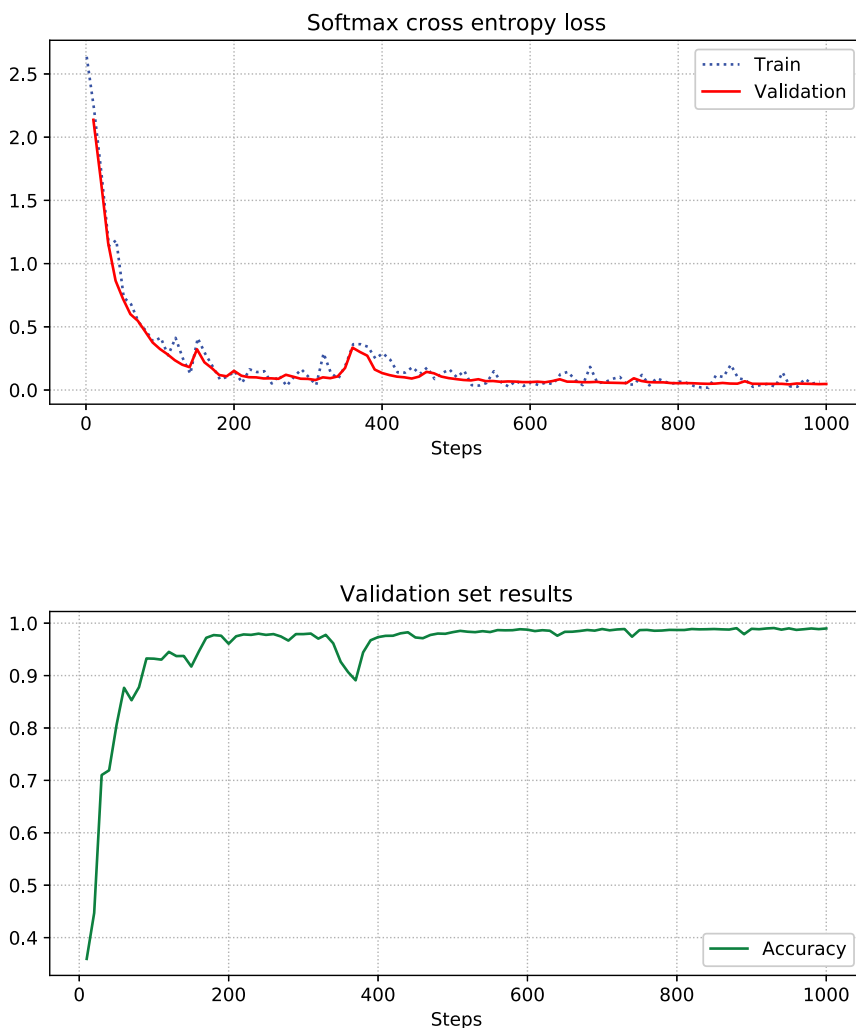 Softmax cross entropy loss
Train
Validation
2.5
2.0
1.5
1.0
0.5
0.0
0 200 400 600 800 1000
Steps
Validation set results
1.0
0.9
0.8
0.7
0.6
0.5
0.4
Accuracy
0 200 400 600 800 1000
Steps